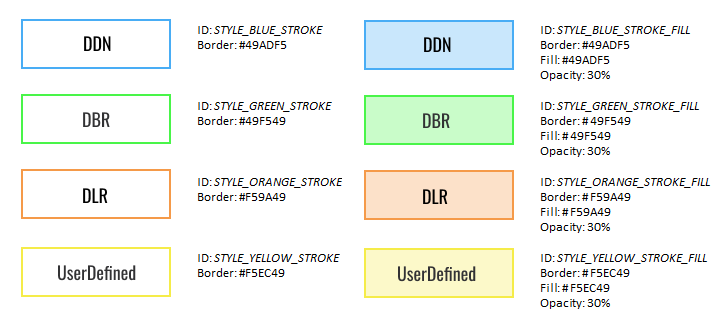 DDN
ID: STYLE_BLUE_STROKE
Border: #49ADF5
DDN
ID: STYLE_BLUE_STROKE_FILL
Border: #49ADF5
Fill: #49ADF5
Opacity: 30%
DBR
ID: STYLE_GREEN_STROKE
Border: #49F549
DBR
ID: STYLE_GREEN_STROKE_FILL
Border: #49F549
Fill: #49F549
Opacity: 30%
DLR
ID: STYLE_ORANGE_STROKE
Border: #F59A49
DLR
ID: STYLE_ORANGE_STROKE_FILL
Border: #F59A49
Fill: #F59A49
Opacity: 30%
UserDefined
ID: STYLE_YELLOW_STROKE
Border: #F5EC49
UserDefined
ID: STYLE_YELLOW_STROKE_FILL
Border: #F5EC49
Fill: #F5EC49
Opacity: 30%